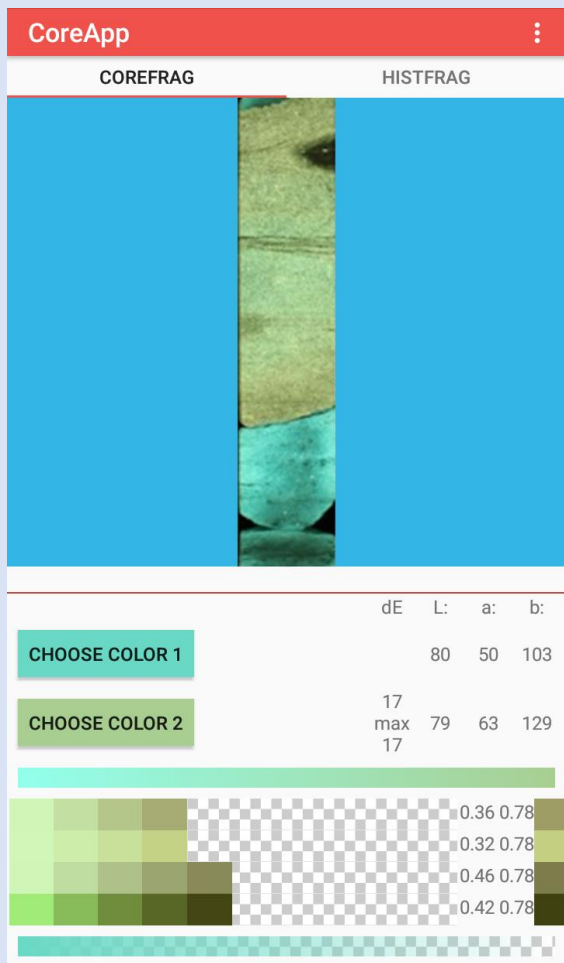 CoreApp
COREFRAG HISTFRAG
dE L: a: b:
CHOOSE COLOR 1 80 50 103
CHOOSE COLOR 2 17 max 17 79 63 129
0.36 0.78
0.32 0.78
0.46 0.78
0.42 0.78